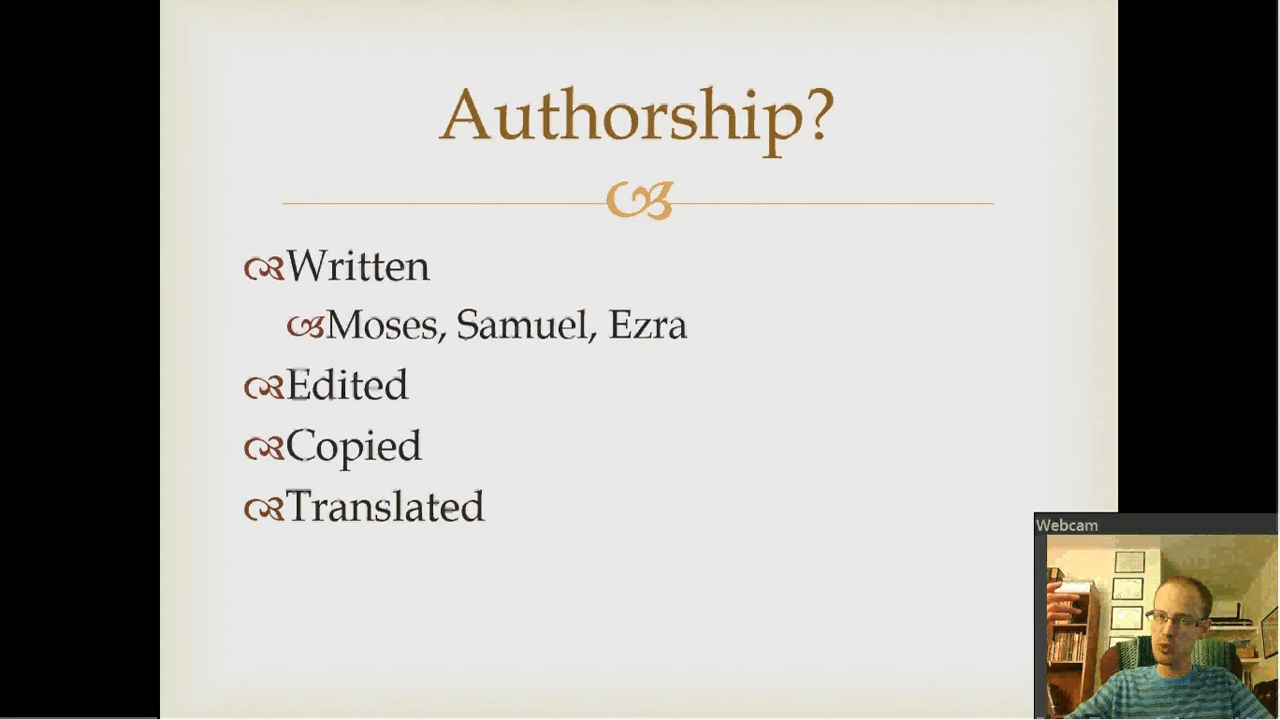 Authorship?
Written
Moses, Samuel, Ezra
Edited
Copied
Translated
Webcam